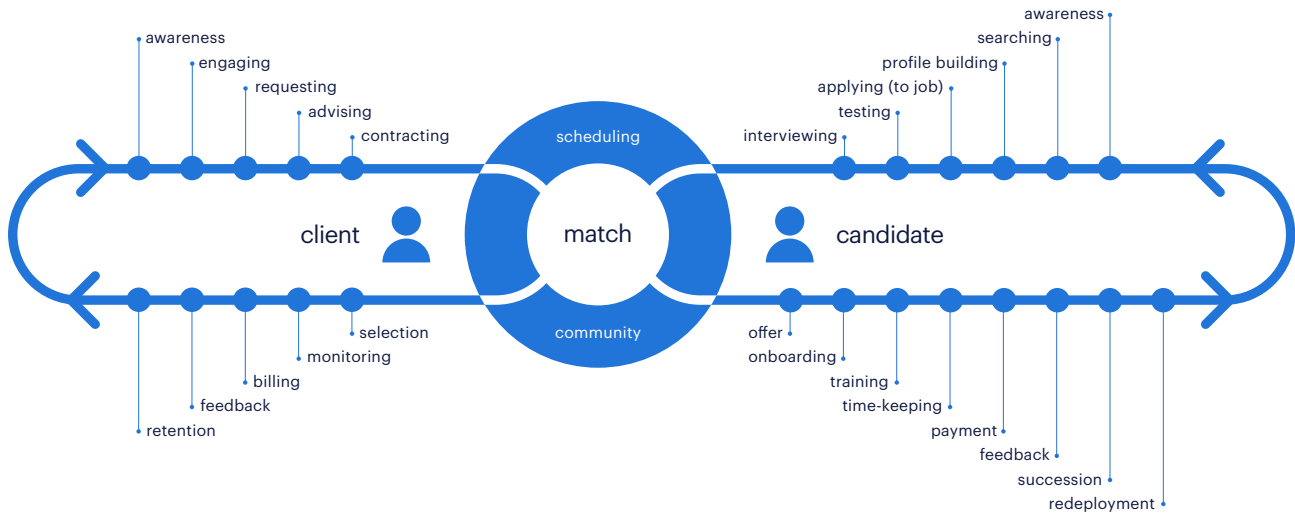 awareness
engaging
requesting
advising
contracting
awareness
searching
profile building
applying (to job)
testing
interviewing
scheduling
client
match
candidate
community
selection
monitoring
billing
feedback
retention
offer
onboarding
training
time-keeping
payment
feedback
succession
redeployment